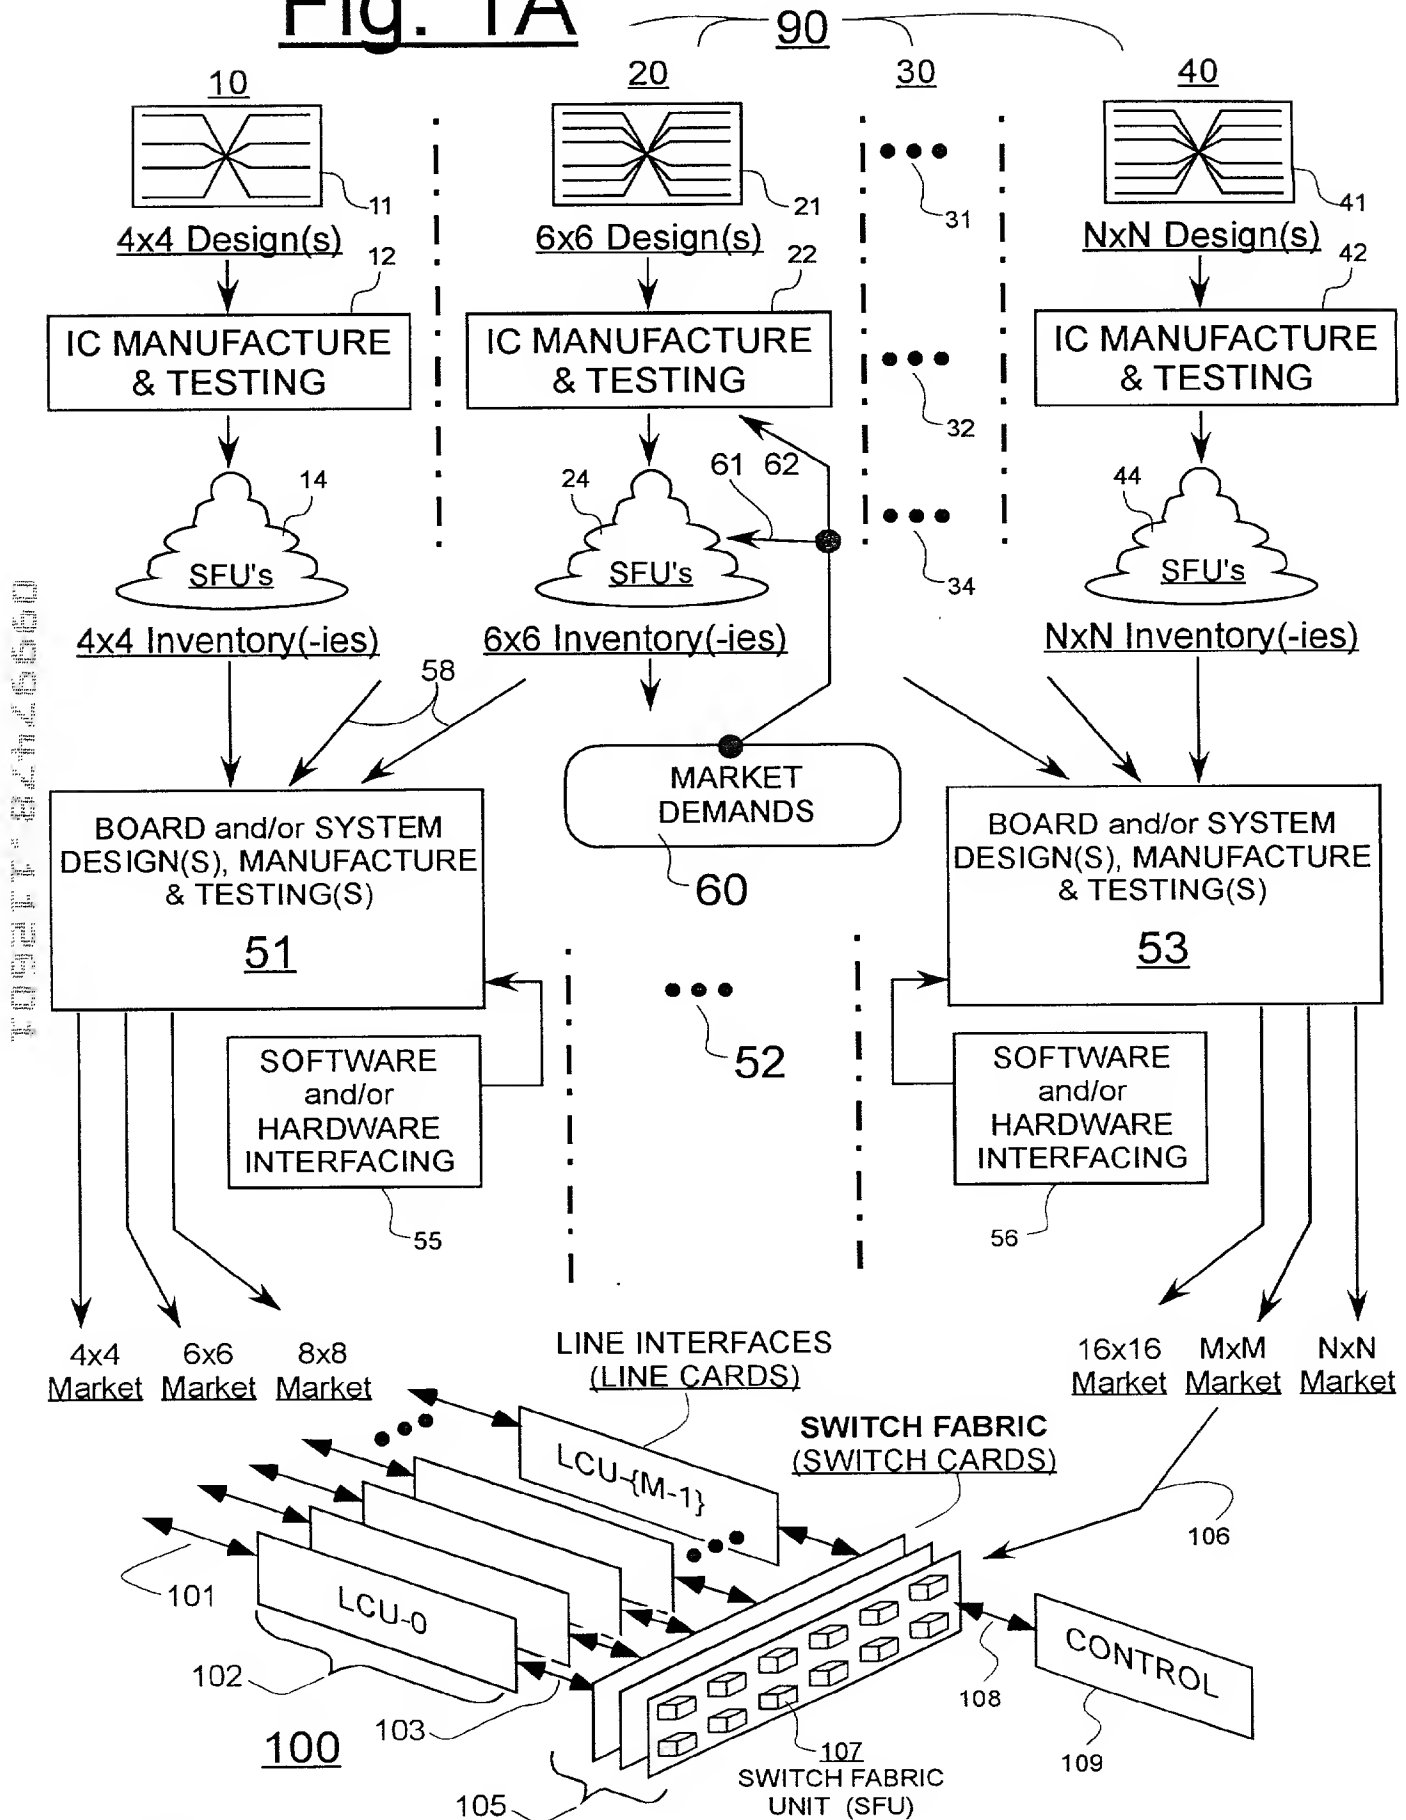 Fig. 1A
90
10
20
30
40
11
21
31
41
4x4 Design(s)
6x6 Design(s)
NxN Design(s)
12
22
42
IC MANUFACTURE
& TESTING
IC MANUFACTURE
& TESTING
IC MANUFACTURE
& TESTING
32
61
62
14
24
44
SFU's
SFU's
SFU's
34
4x4 Inventory(-ies)
6x6 Inventory(-ies)
NxN Inventory(-ies)
58
MARKET
DEMANDS
60
BOARD and/or SYSTEM
DESIGN(S), MANUFACTURE
& TESTING(S)
51
BOARD and/or SYSTEM
DESIGN(S), MANUFACTURE
& TESTING(S)
53
52
SOFTWARE
and/or
HARDWARE
INTERFACING
55
SOFTWARE
and/or
HARDWARE
INTERFACING
56
4x4
Market
6x6
Market
8x8
Market
16x16
Market
MxM
Market
NxN
Market
LINE INTERFACES
(LINE CARDS)
SWITCH FABRIC
(SWITCH CARDS)
LCU-{M-1}
106
101
LCU-0
CONTROL
102
103
108
109
100
107
SWITCH FABRIC
UNIT (SFU)
105